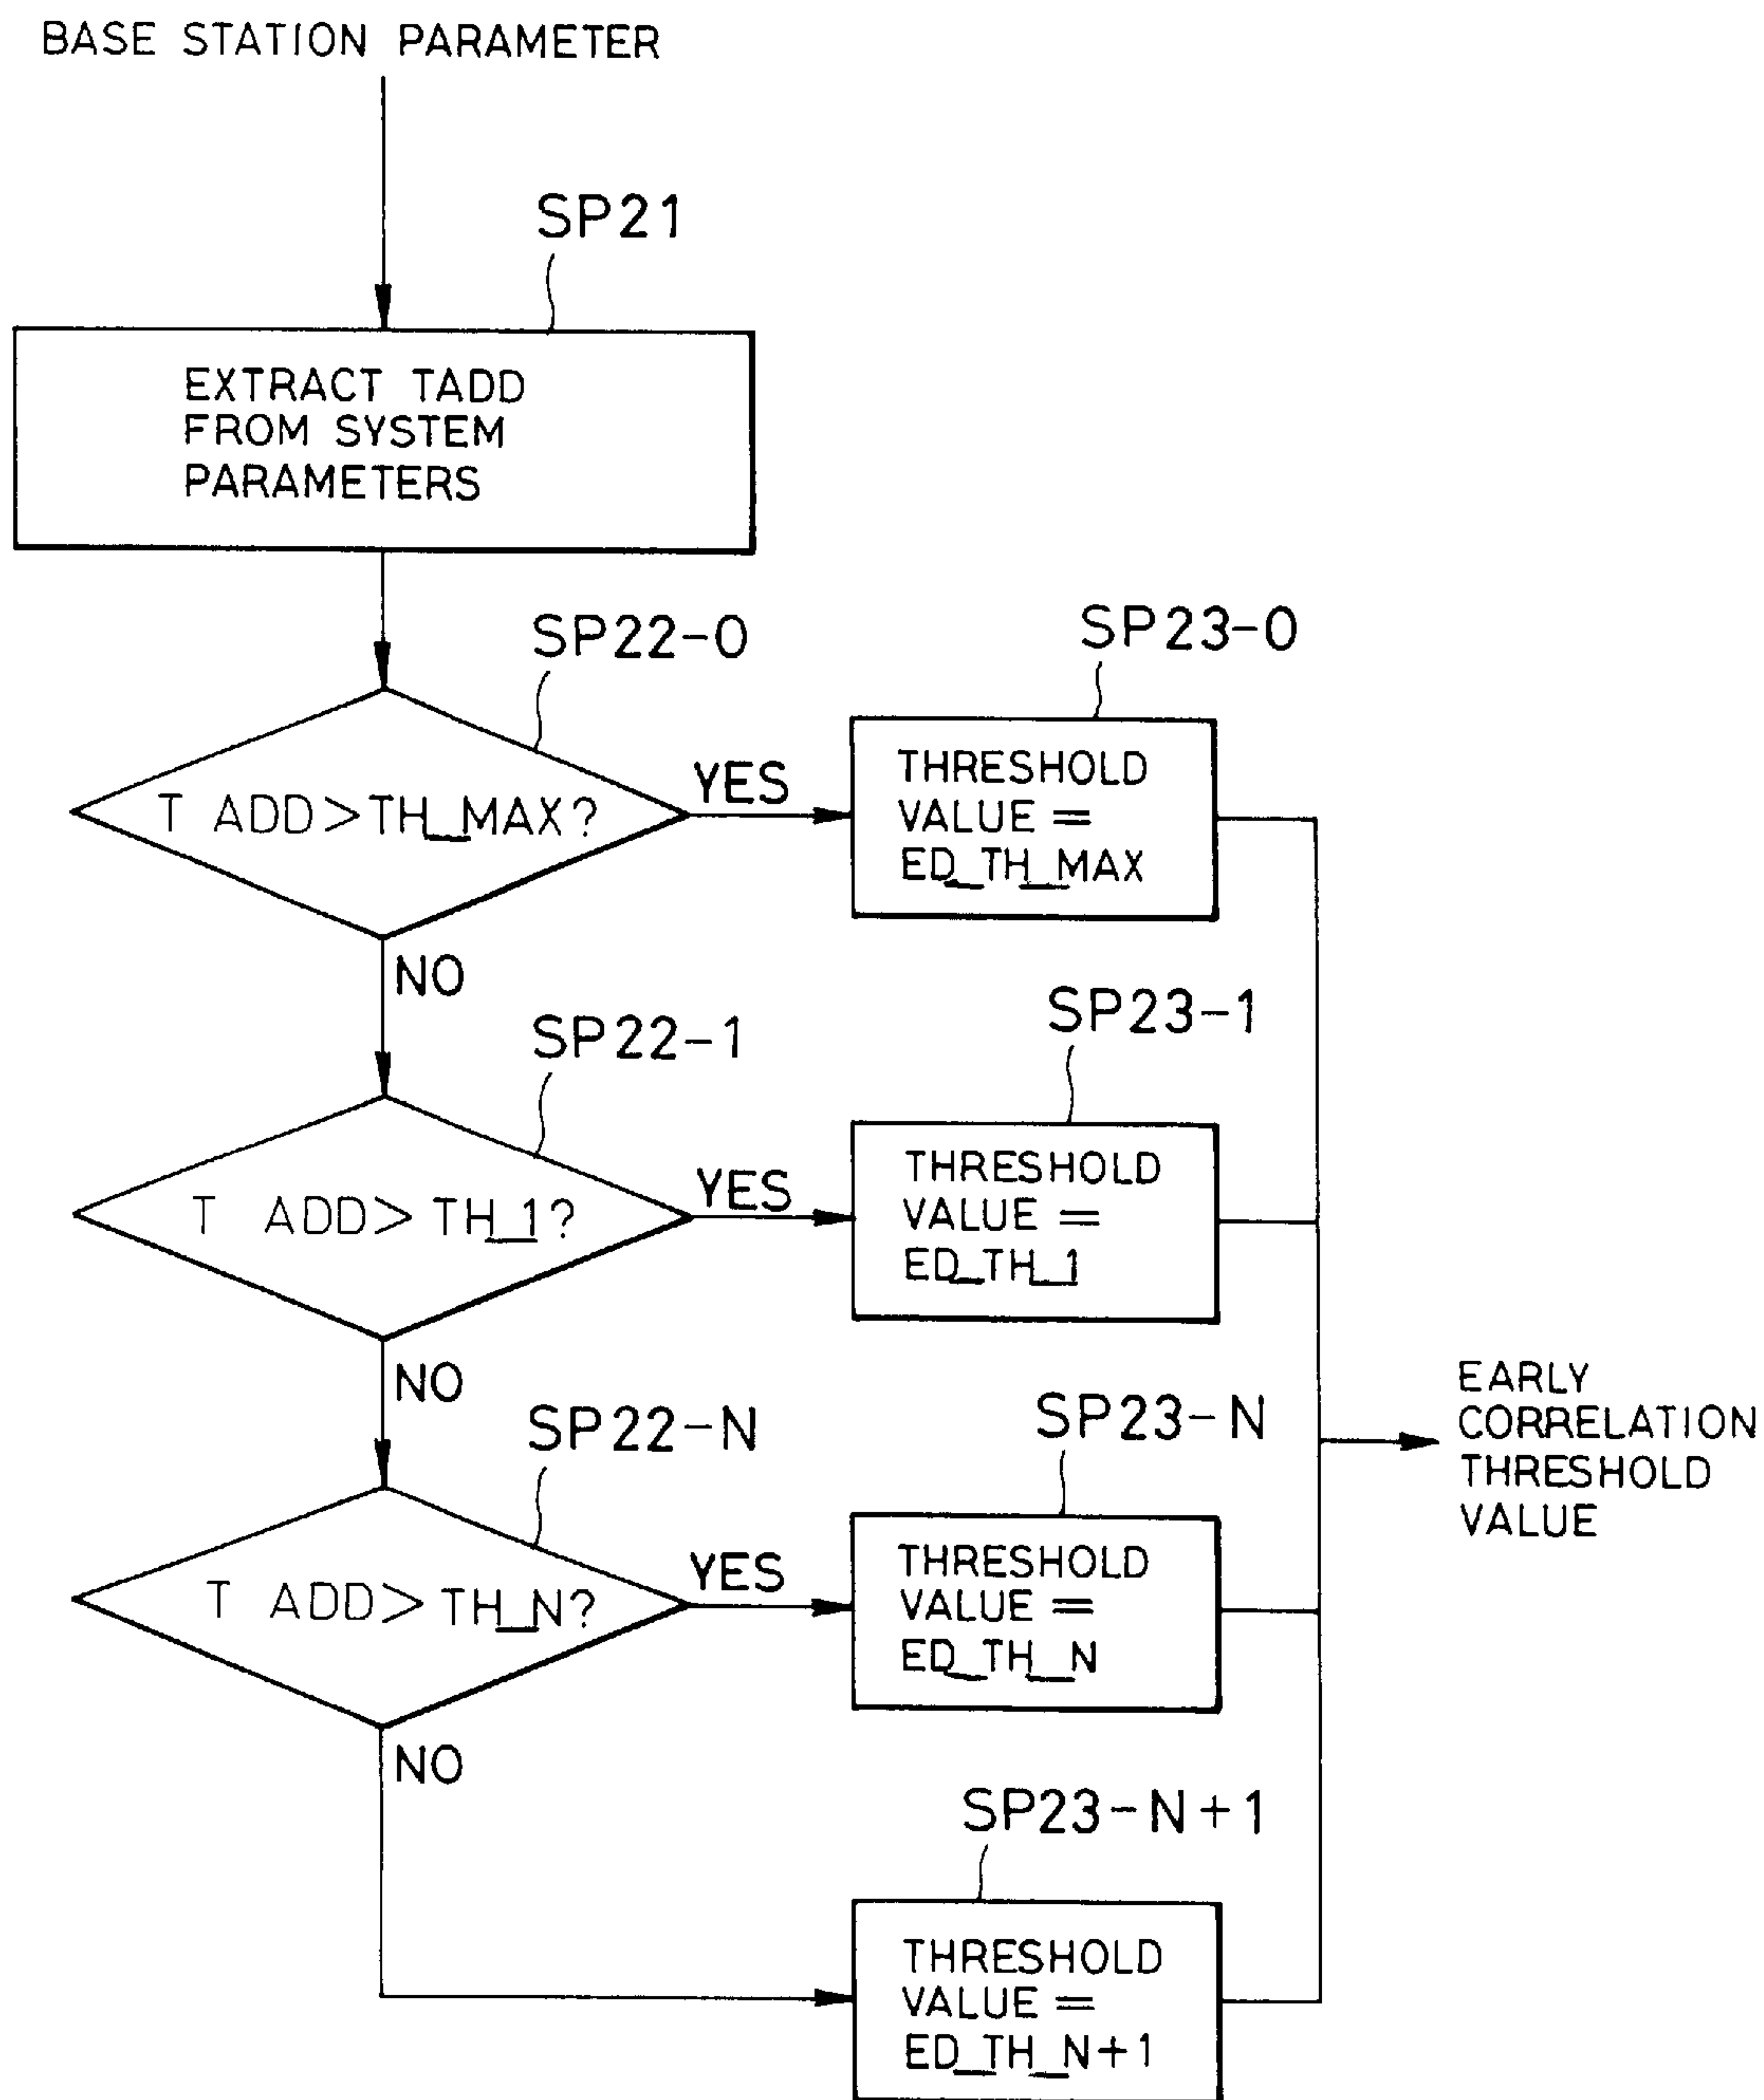 BASE STATION PARAMETER
SP21
EXTRACT TADD
FROM SYSTEM
PARAMETERS
SP22-0
SP23-0
T ADD>TH_MAX?
YES
THRESHOLD
VALUE =
ED_TH_MAX
NO
SP22-1
SP23-1
T ADD> TH_1?
YES
THRESHOLD
VALUE =
ED_TH_1
NO
SP22-N
SP23-N
T ADD> TH_N?
YES
THRESHOLD
VALUE =
ED_TH_N
EARLY
CORRELATION
THRESHOLD
VALUE
NO
SP23-N+1
THRESHOLD
VALUE =
ED_TH_N+1